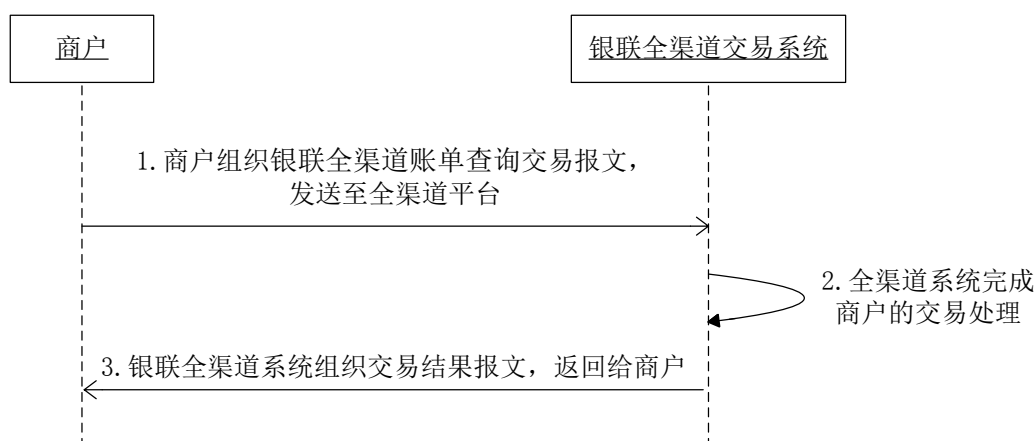 商户
银联全渠道交易系统
1.商户组织银联全渠道账单查询交易报文,
发送至全渠道平台
2.全渠道系统完成
商户的交易处理
3.银联全渠道系统组织交易结果报文, 返回给商户